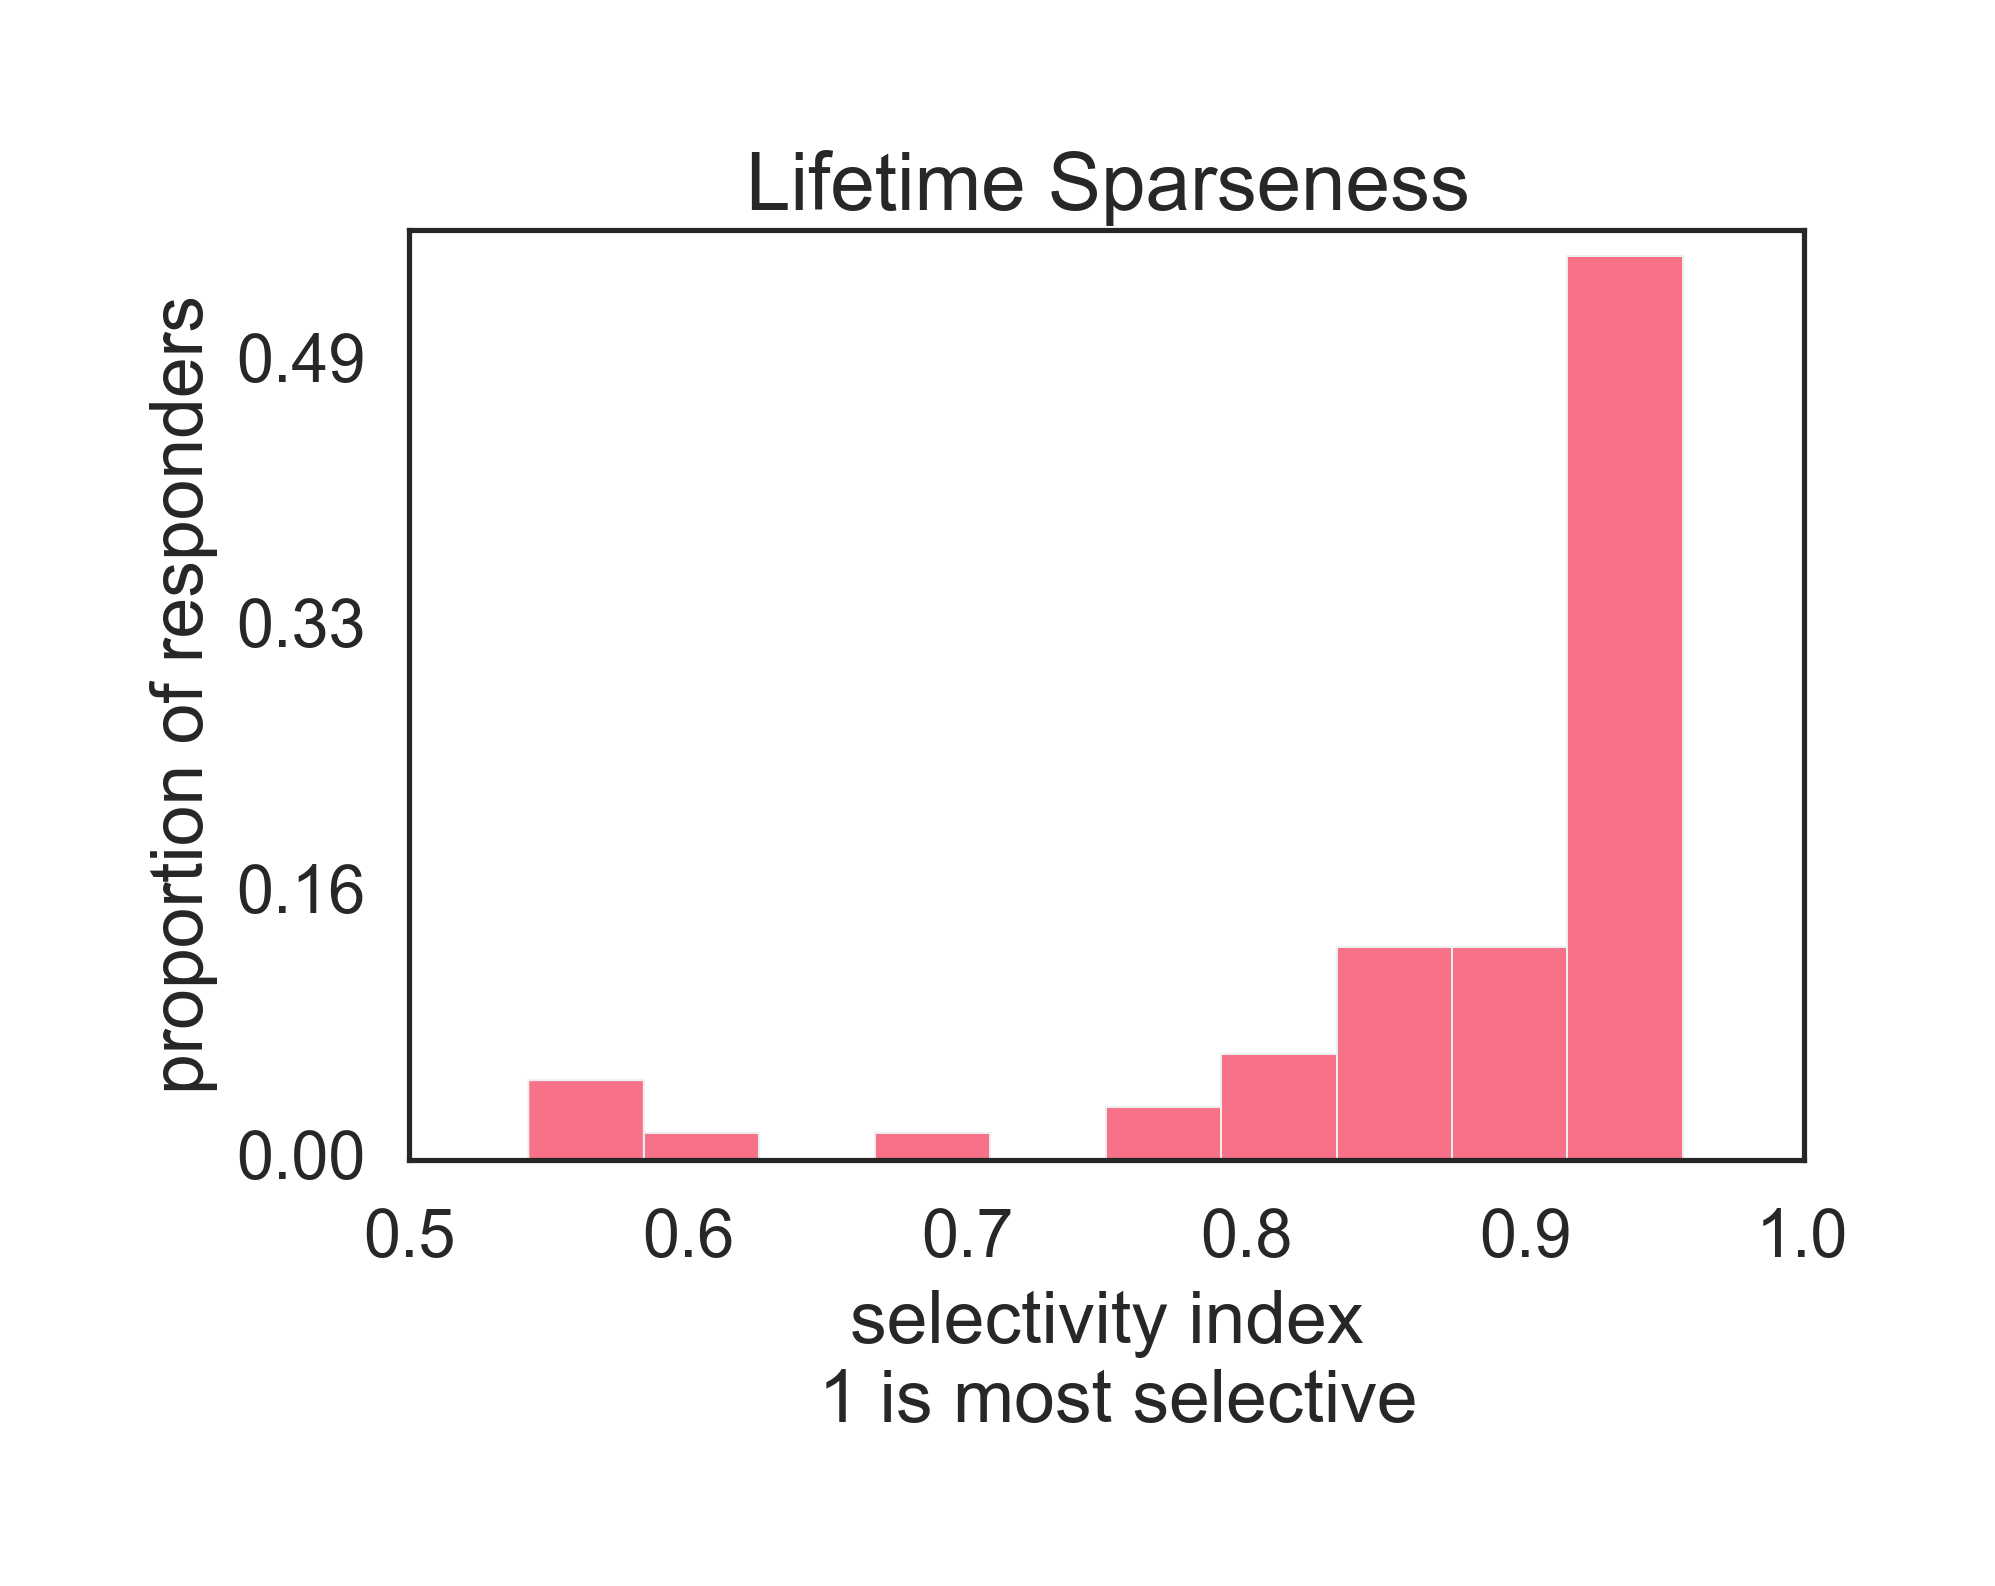 Lifetime Sparseness
proportion of responders
0.49
0.33
0.16
0.00
0.5 0.6 0.7 0.8 0.9 1.0
selectivity index
1 is most selective